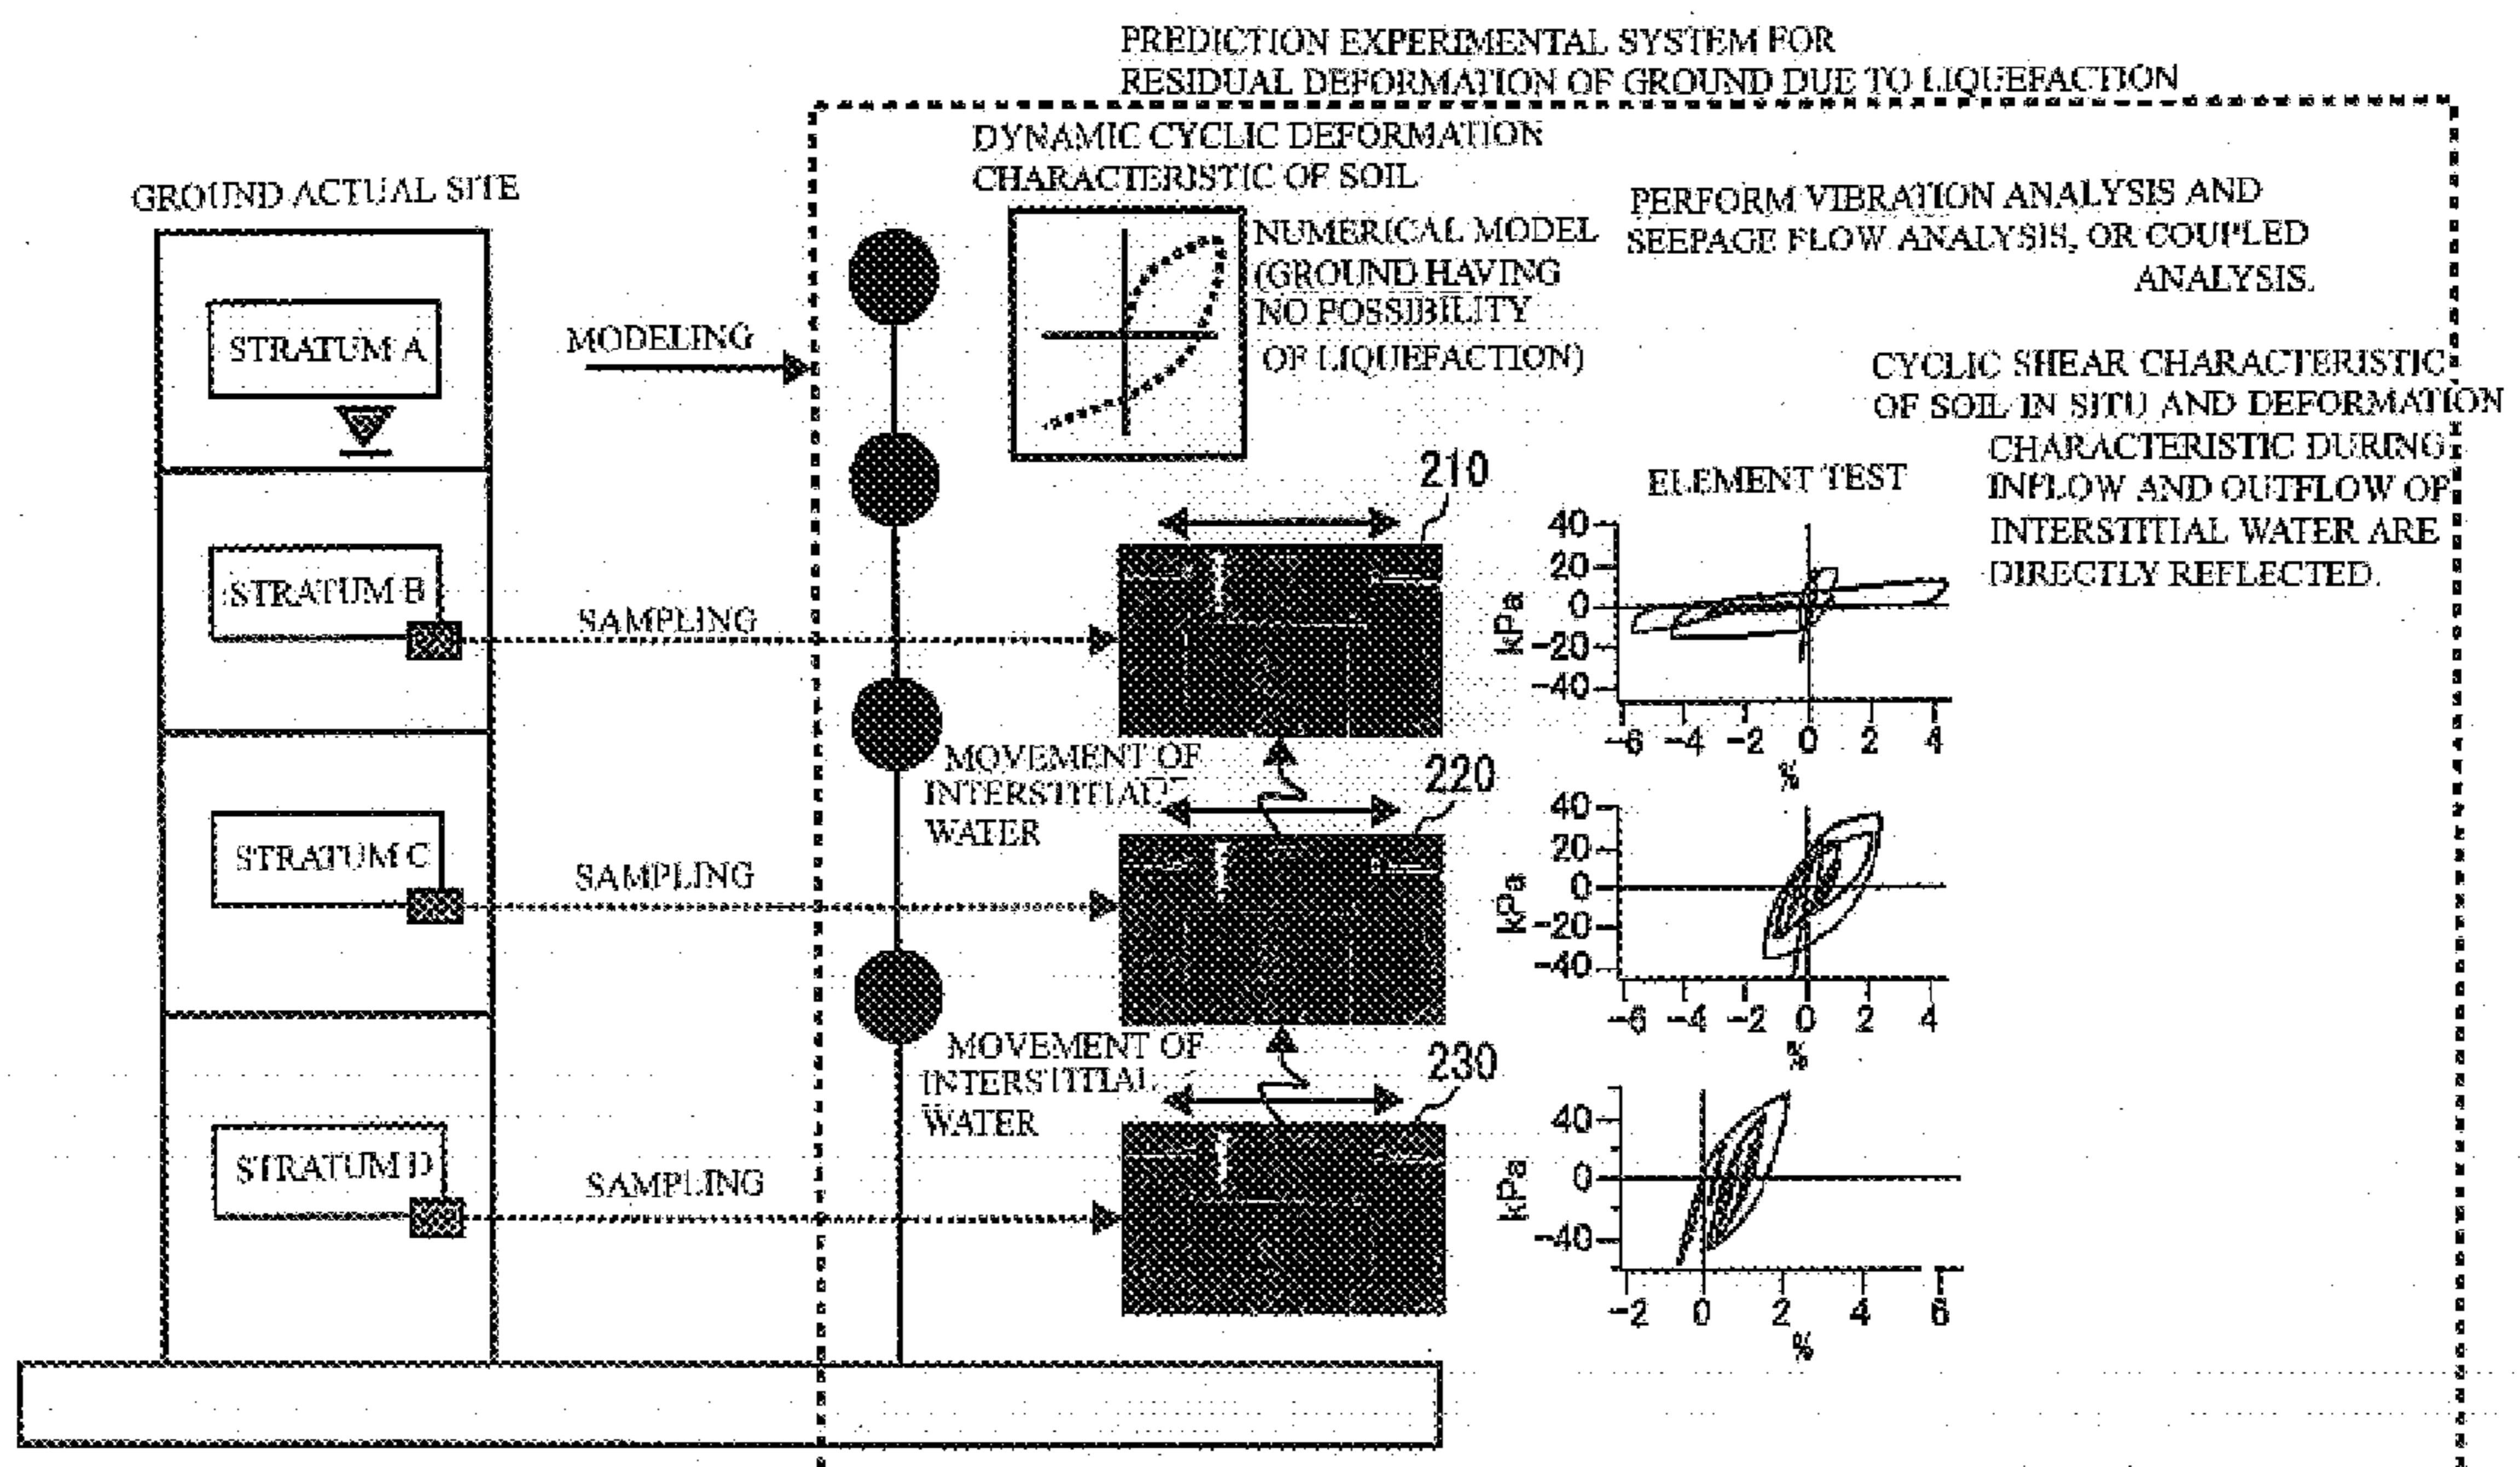 PREDICTION EXPERIMENTAL SYSTEM FOR
RESIDUAL DEFORMATION OF GROUND DUE TO LIQUEFACTION
DYNAMIC CYCLIC DEFORMATION
CHARACTERISTIC OF SOIL
GROUND ACTUAL SITE
PERFORM VIBRATION ANALYSIS AND
SEEPAGE FLOW ANALYSIS, OR COUPLED
ANALYSIS.
NUMERICAL MODEL
(GROUND HAVING
NO POSSIBILITY
OF LIQUEFACTION)
STRATUM A
MODELING
CYCLIC SHEAR CHARACTERISTIC
OF SOIL IN SITU AND DEFORMATION
CHARACTERISTIC DURING
INFLOW AND OUTFLOW OF
INTERSTITIAL WATER ARE
DIRECTLY REFLECTED.
210
ELEMENT TEST
STRATUM B
SAMPLING
40
20
0
-20
-40
kPa
-6 -4 -2 0 2 4
%
MOVEMENT OF
INTERSTITIAL
WATER
220
STRATUM C
SAMPLING
40
20
0
-20
-40
kPa
-6 -4 -2 0 2 4
%
MOVEMENT OF
INTERSTITIAL
WATER
230
STRATUM D
SAMPLING
40
0
-40
kPa
-2 0 2 4 6
%